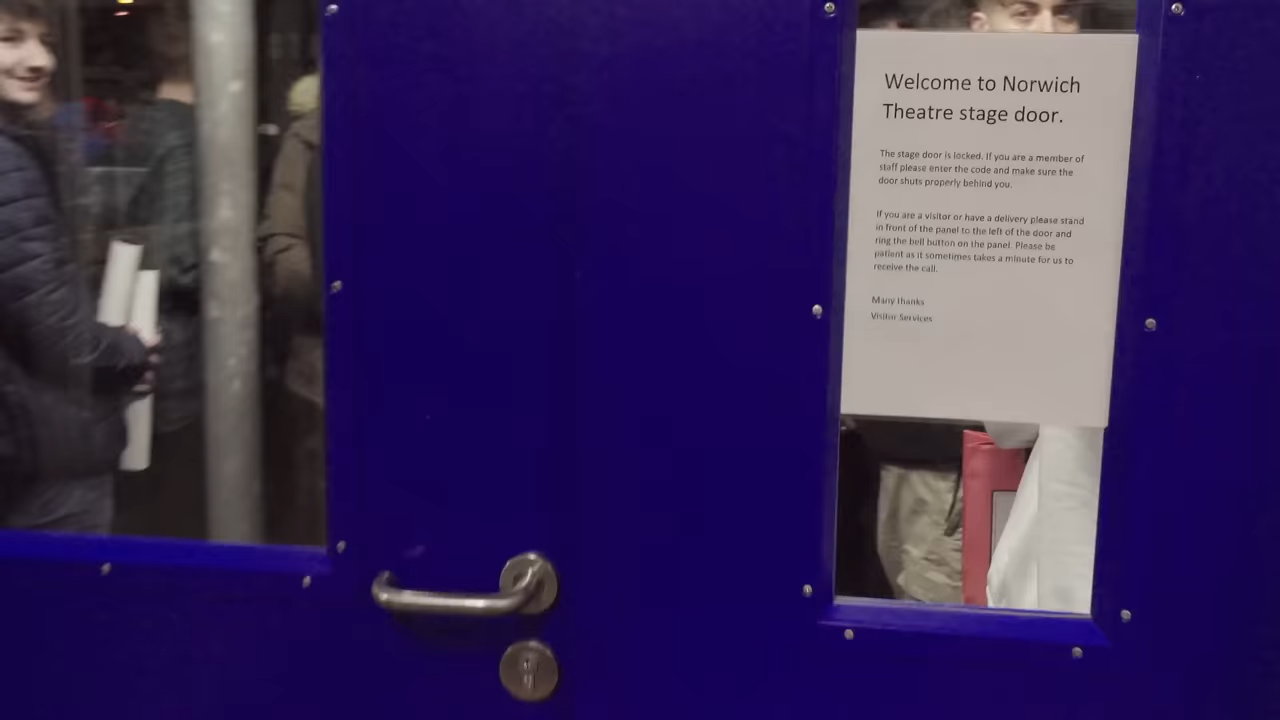 Welcome to Norwich
Theatre stage door.
The stage door is locked. If you are a member of
staff please enter the code and make sure the
door shuts properly behind you.
If you are a visitor or have a delivery please stand
in front of the panel to the left of the door and
ring the bell button on the panel. Please be
patient as it sometimes takes a minute for us to
receive the call.
Many thanks
Visitor Services